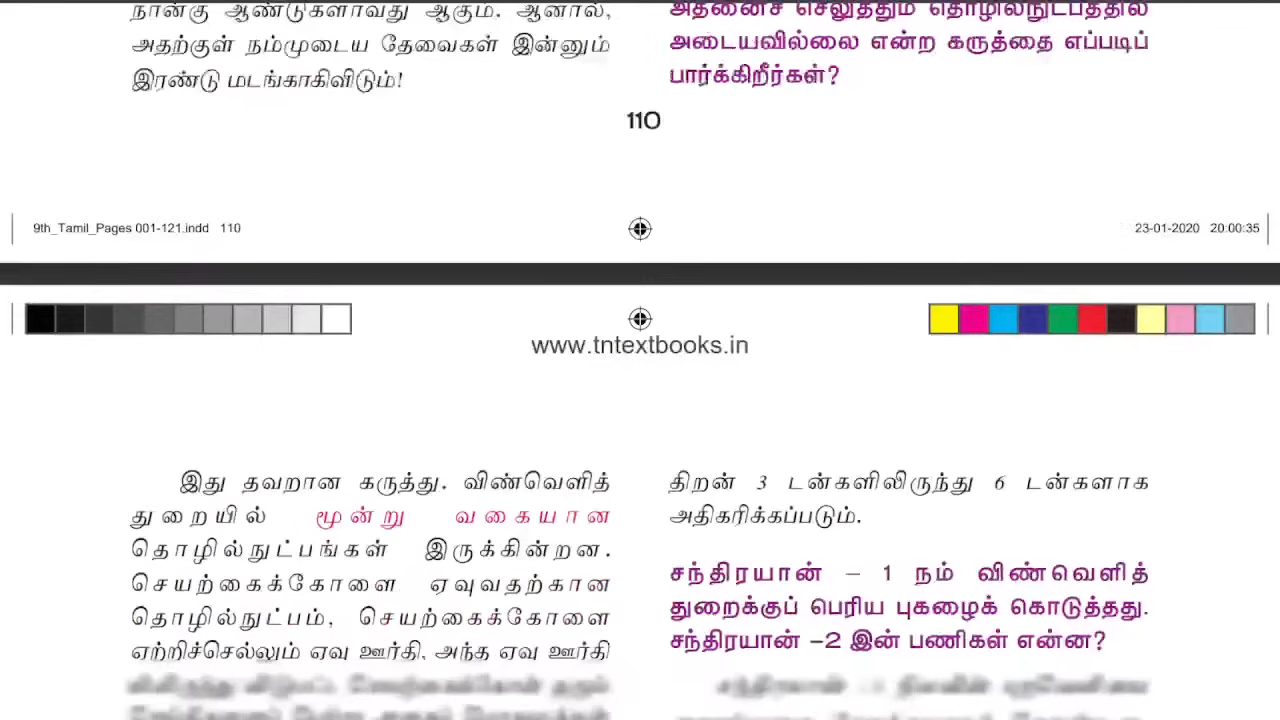 நான்கு ஆண்டுகளாவது ஆகும். ஆனால்,
அதற்குள் நம்முடைய தேவைகள் இன்னும்
இரண்டு மடங்காகிவிடும்!
அதனைச் செலுத்தும் தொழில்நுட்பத்தில்
அடையவில்லை என்ற கருத்தை எப்படிப்
பார்க்கிறீர்கள்?
110
9th_Tamil_Pages 001-121.indd 110
23-01-2020 20:00:35
www.tntextbooks.in
இது தவறான கருத்து. விண்வெளித்
துறையில் மூன்று வகையான
தொழில்நுட்பங்கள் இருக்கின்றன.
செயற்கைக்கோளை ஏவுவதற்கான
தொழில்நுட்பம், செயற்கைக்கோளை
ஏற்றிச்செல்லும் ஏவு ஊர்தி, அந்த ஏவு ஊர்தி
திறன் 3 டன்களிலிருந்து 6 டன்களாக
அதிகரிக்கப்படும்.
சந்திரயான் – 1 நம் விண்வெளித்
துறைக்குப் பெரிய புகழைக் கொடுத்தது.
சந்திரயான் –2 இன் பணிகள் என்ன?